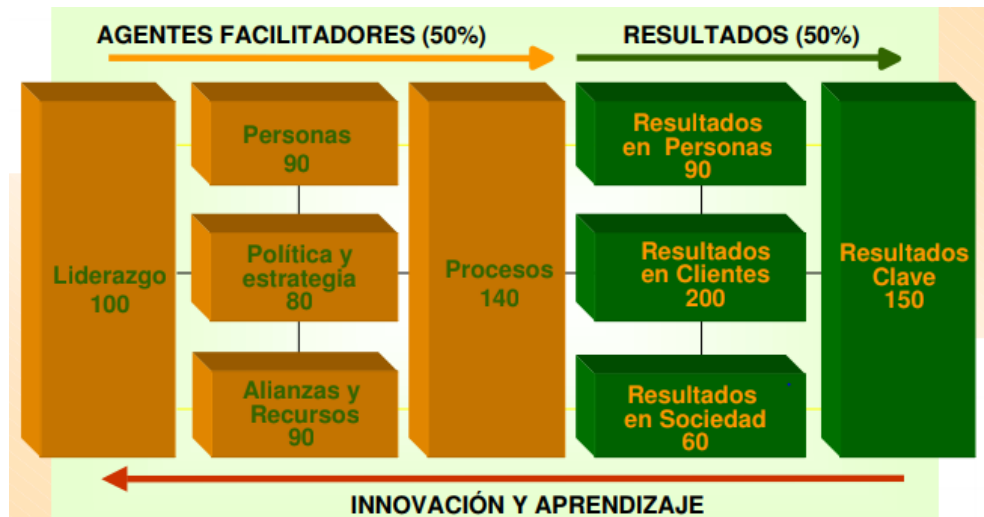 AGENTES FACILITADORES (50%)
RESULTADOS (50%)
Liderazgo
100
Personas
90
Política y
estrategia
80
Alianzas y
Recursos
90
Procesos
140
Resultados
en Personas
90
Resultados
en Clientes
200
Resultados
en Sociedad
60
Resultados
Clave
150
INNOVACIÓN Y APRENDIZAJE